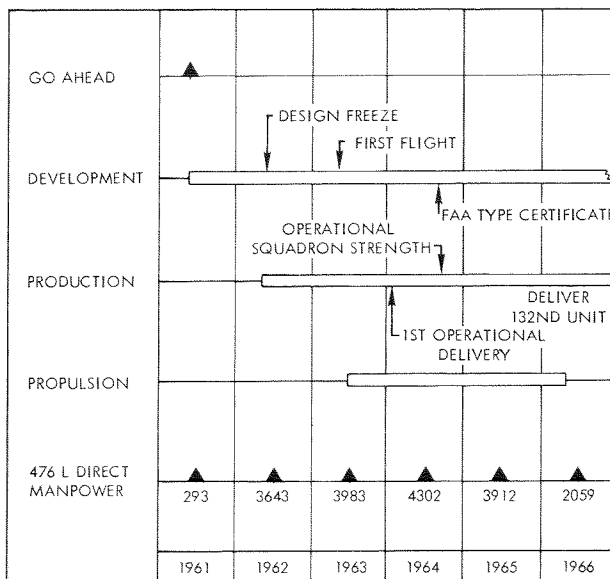 GO AHEAD
DESIGN FREEZE
FIRST FLIGHT
DEVELOPMENT
FAA TYPE CERTIFICATE
OPERATIONAL
SQUADRON STRENGTH
PRODUCTION
DELIVER
132ND UNIT
1ST OPERATIONAL
DELIVERY
PROPULSION
476 L DIRECT
MANPOWER
293 3643 3983 4302 3912 2059
1961 1962 1963 1964 1965 1966